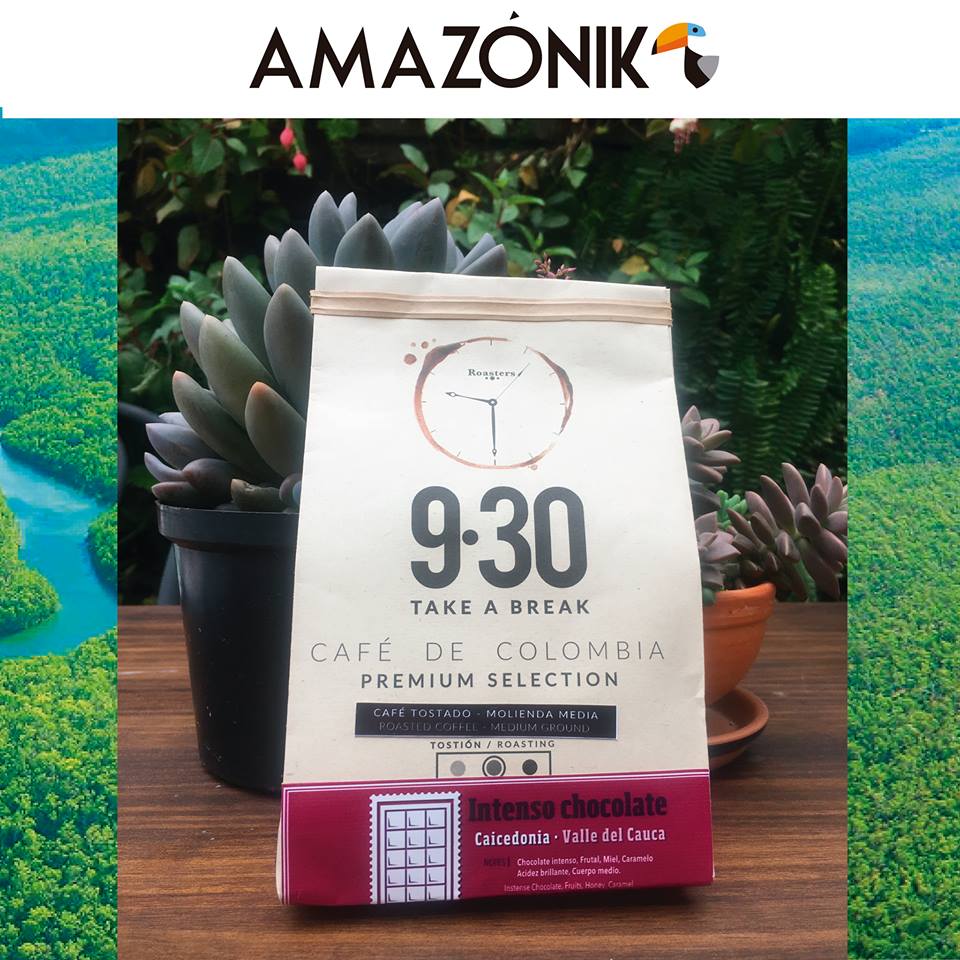 AMAZÓNIK
Roasters
9·30
TAKE A BREAK
CAFÉ DE COLOMBIA
PREMIUM SELECTION
CAFÉ TOSTADO - MOLIENDA MEDIA
ROASTED COFFEE - MEDIUM GROUND
TOSTIÓN / ROASTING
Intenso chocolate
Caicedonia · Valle del Cauca
NOTES | Chocolate intenso, Frutal, Miel, Caramelo
Acidez brillante, Cuerpo medio.
Instense Chocolate, Fruits, Honey, Caramel